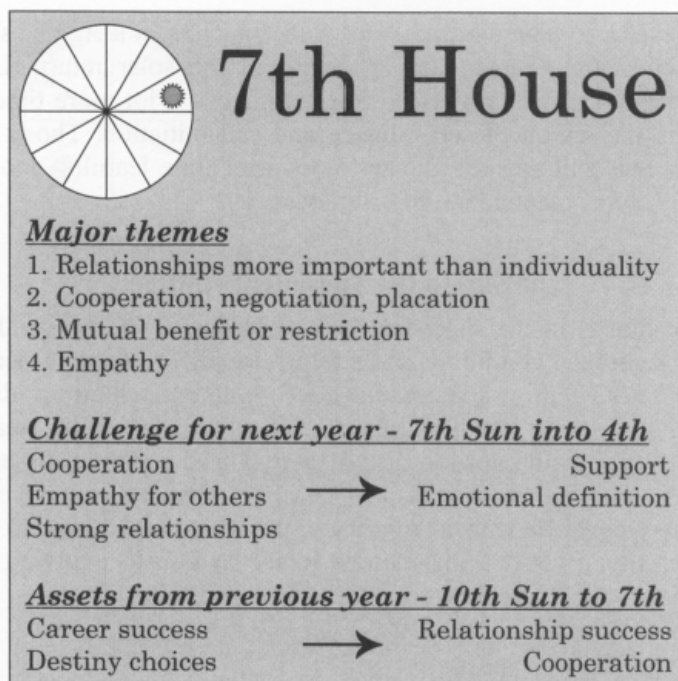 7th House
Major themes
1. Relationships more important than individuality
2. Cooperation, negotiation, placation
3. Mutual benefit or restriction
4. Empathy
Challenge for next year - 7th Sun into 4th
Cooperation → Support
Empathy for others Emotional definition
Strong relationships
Assets from previous year - 10th Sun to 7th
Career success → Relationship success
Destiny choices Cooperation